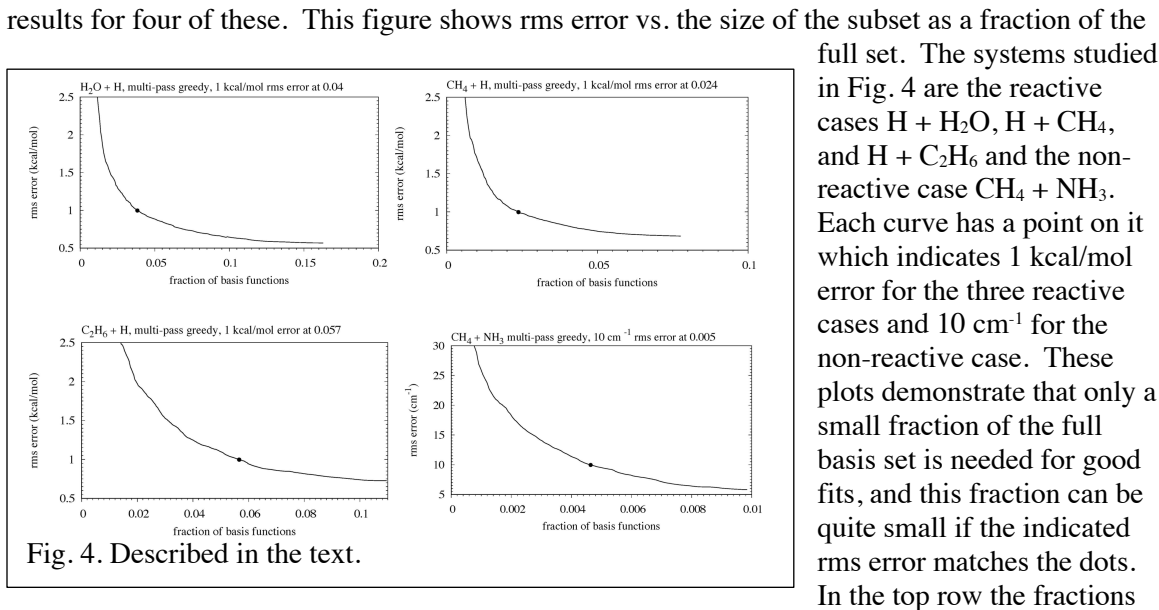 results for four of these. This figure shows rms error vs. the size of the subset as a fraction of the
full set. The systems studied
in Fig. 4 are the reactive
cases H + H₂O, H + CH₄,
and H + C₂H₆ and the non-
reactive case CH₄ + NH₃.
Each curve has a point on it
which indicates 1 kcal/mol
error for the three reactive
cases and 10 cm⁻¹ for the
non-reactive case. These
plots demonstrate that only a
small fraction of the full
basis set is needed for good
fits, and this fraction can be
quite small if the indicated
rms error matches the dots.
In the top row the fractions
H₂O + H, multi-pass greedy, 1 kcal/mol rms error at 0.04
2.5
2
1.5
1
0.5
rms error (kcal/mol)
0 0.05 0.1 0.15 0.2
fraction of basis functions
CH₄ + H, multi-pass greedy, 1 kcal/mol rms error at 0.024
2.5
2
1.5
1
0.5
rms error (kcal/mol)
0 0.05 0.1
fraction of basis functions
C₂H₆ + H, multi-pass greedy, 1 kcal/mol error at 0.057
2.5
2
1.5
1
0.5
rms error (kcal/mol)
0 0.02 0.04 0.06 0.08 0.1
fraction of basis functions
CH₄ + NH₃ multi-pass greedy, 10 cm ⁻¹ rms error at 0.005
30
25
20
15
10
5
rms error (cm⁻¹)
0 0.002 0.004 0.006 0.008 0.01
fraction of basis functions
Fig. 4. Described in the text.